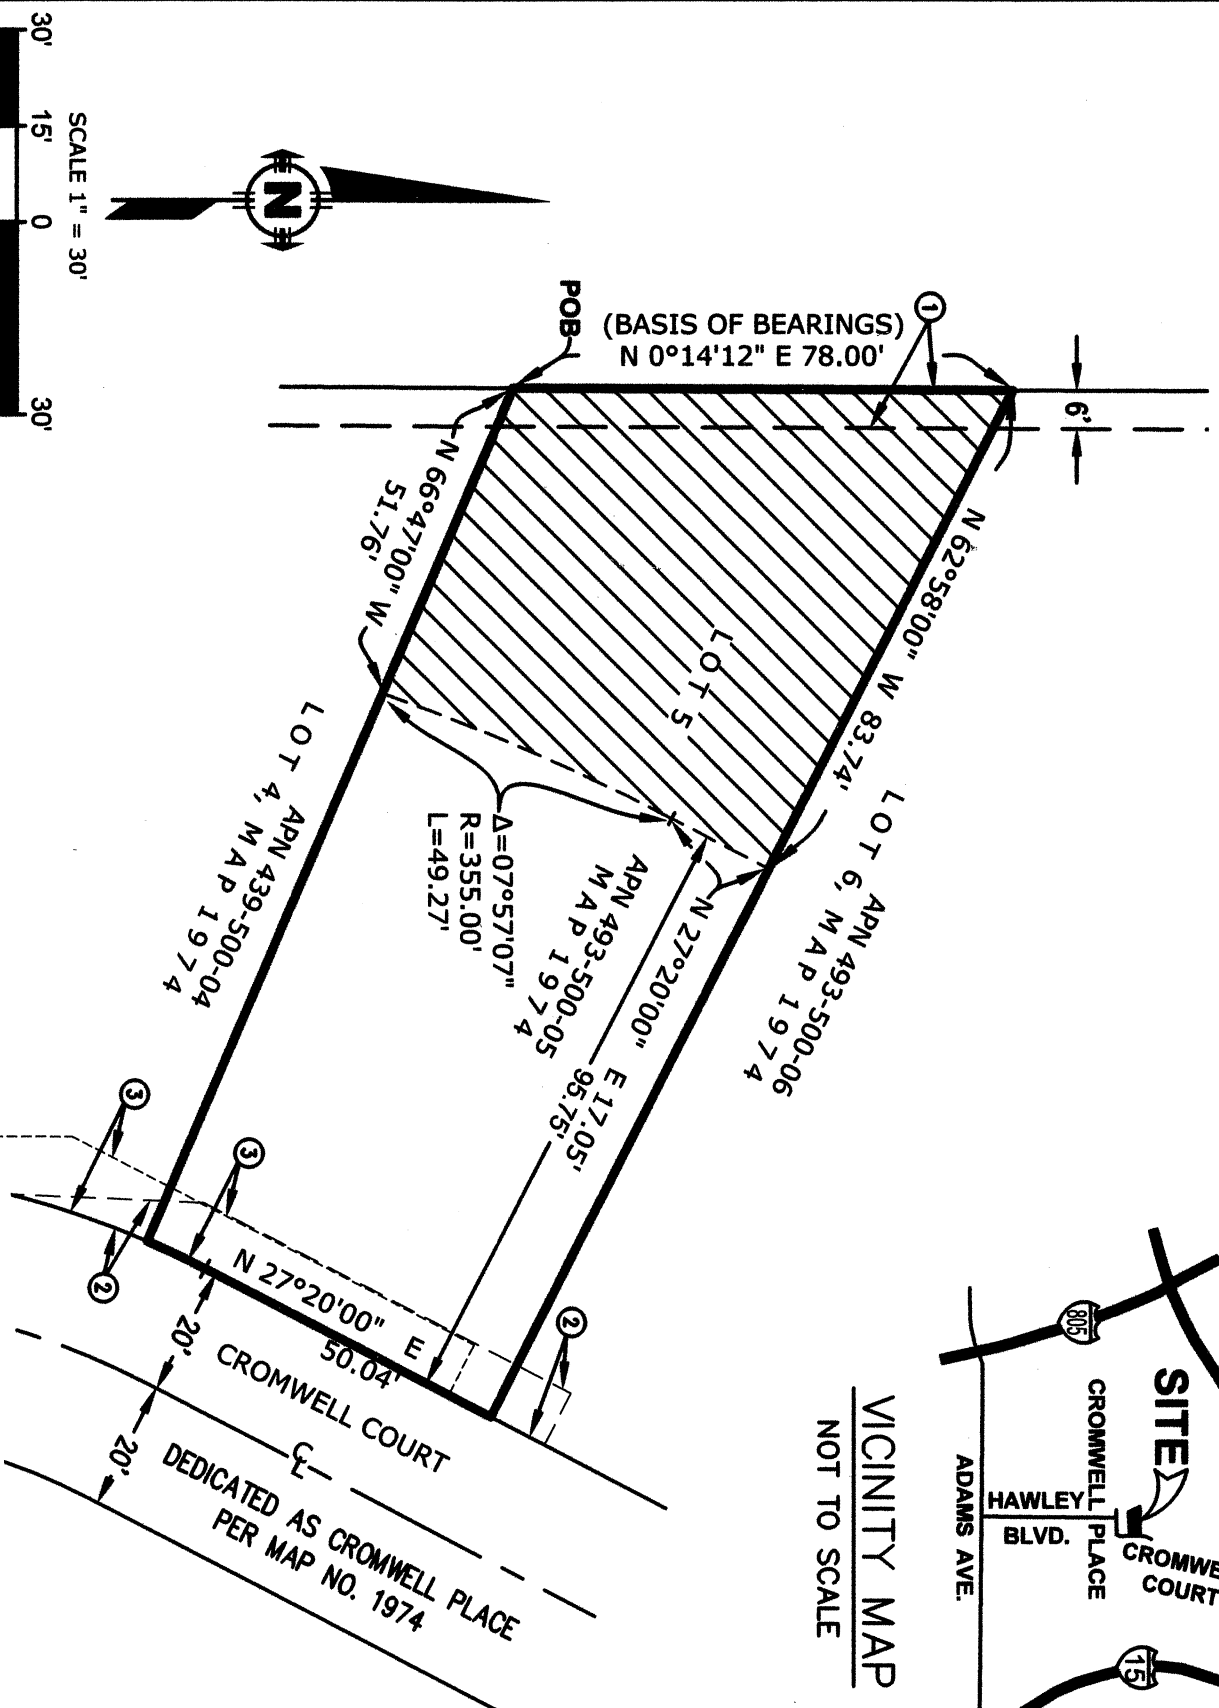 30'
15'
0
30'
SCALE 1" = 30'
N
POB
(BASIS OF BEARINGS)
N 0°14'12" E 78.00'
1
6'
N 66°47'00" W
51.76'
N 62°58'00" W 83.74'
LOT 5
APN 493-500-05
MAP 1974
LOT 6, MAP 1974
APN 493-500-06
LOT 4, MAP 1974
APN 439-500-04
Δ=07°57'07"
R=355.00'
L=49.27'
N 27°20'00" E 17.05'
95.75'
3
3
2
2
N 27°20'00" E
50.04'
20'
20'
CROMWELL COURT
CL
DEDICATED AS CROMWELL PLACE
PER MAP NO. 1974
VICINITY MAP
NOT TO SCALE
SITE
805
15
CROMWELL PLACE
HAWLEY
BLVD.
ADAMS AVE.
CROMWE
COURT